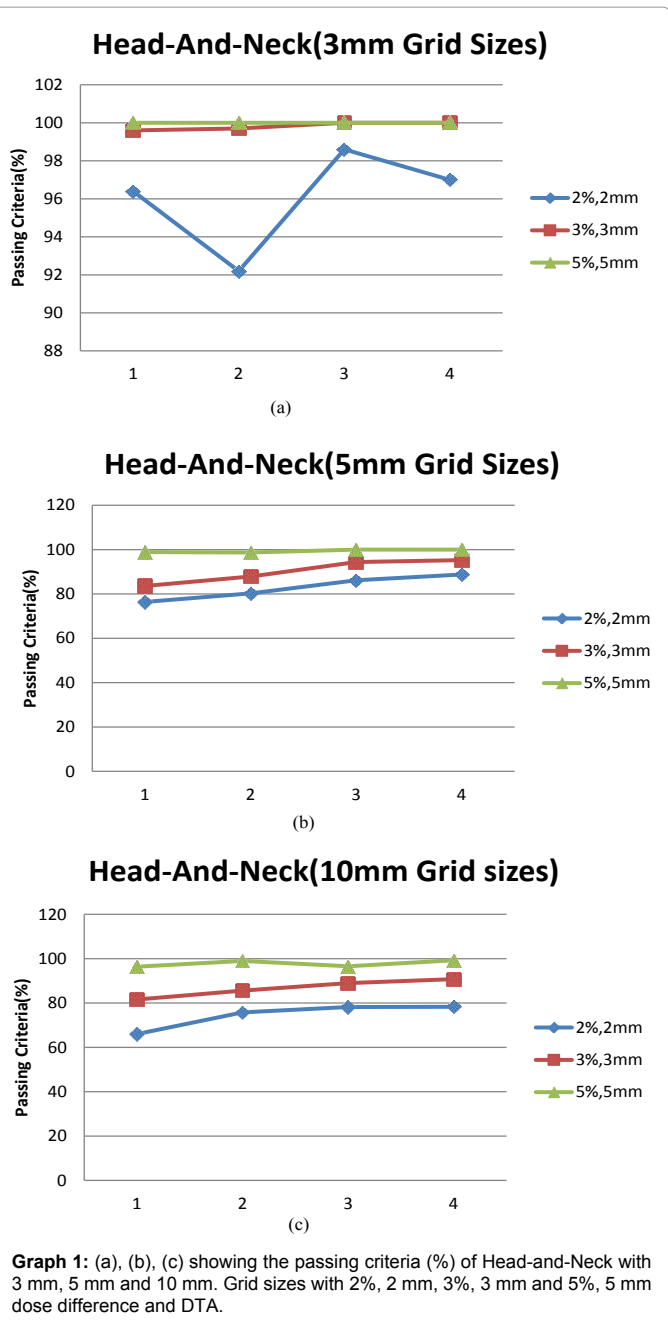 Head-And-Neck(3mm Grid Sizes)
102
100
98
96
94
92
90
88
Passing Criteria(%)
1 2 3 4
2%,2mm
3%,3mm
5%,5mm
(a)
Head-And-Neck(5mm Grid Sizes)
120
100
80
60
40
20
0
Passing Criteria(%)
1 2 3 4
2%,2mm
3%,3mm
5%,5mm
(b)
Head-And-Neck(10mm Grid sizes)
120
100
80
60
40
20
0
Passing Criteria(%)
1 2 3 4
2%,2mm
3%,3mm
5%,5mm
(c)
Graph 1: (a), (b), (c) showing the passing criteria (%) of Head-and-Neck with
3 mm, 5 mm and 10 mm. Grid sizes with 2%, 2 mm, 3%, 3 mm and 5%, 5 mm
dose difference and DTA.